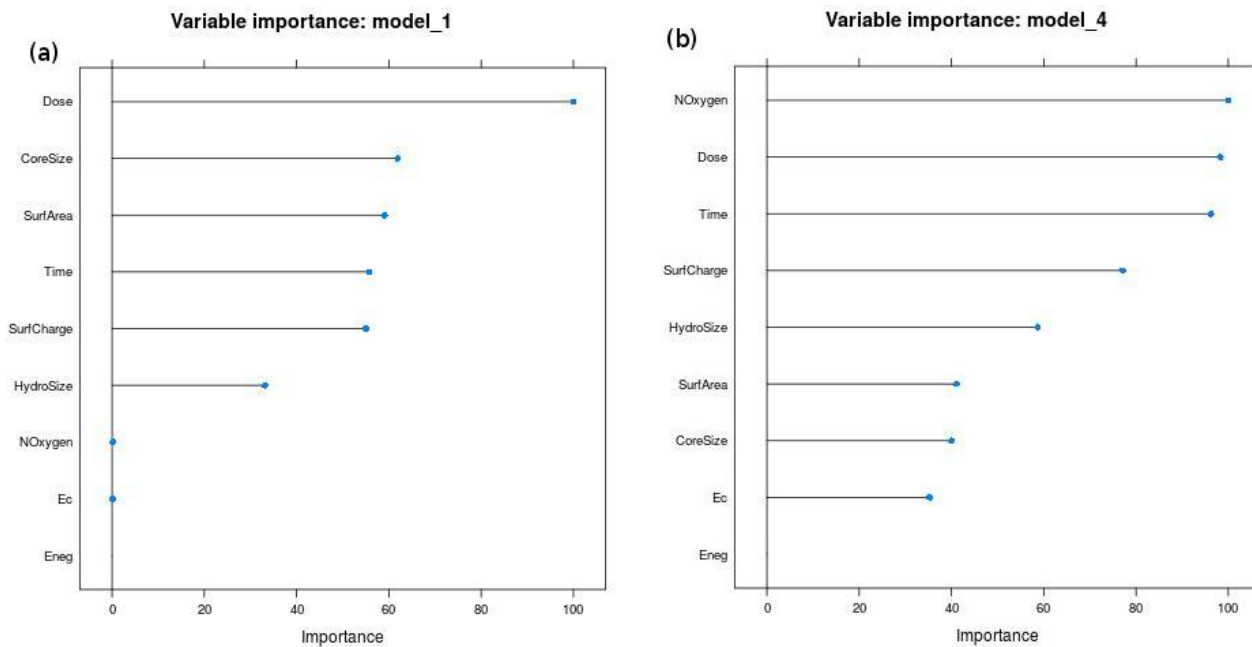 Variable importance: model_1
(a)
Dose
CoreSize
SurfArea
Time
SurfCharge
HydroSize
NOxygen
Ec
Eneg
0 20 40 60 80 100
Importance
Variable importance: model_4
(b)
NOxygen
Dose
Time
SurfCharge
HydroSize
SurfArea
CoreSize
Ec
Eneg
0 20 40 60 80 100
Importance